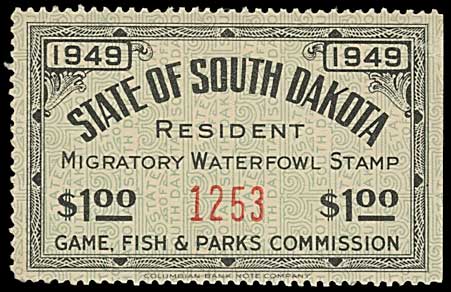 1949 1949
STATE OF SOUTH DAKOTA
RESIDENT
MIGRATORY WATERFOWL STAMP
$1.00 1253 $1.00
GAME, FISH & PARKS COMMISSION
COLUMBIAN BANK NOTE COMPANY